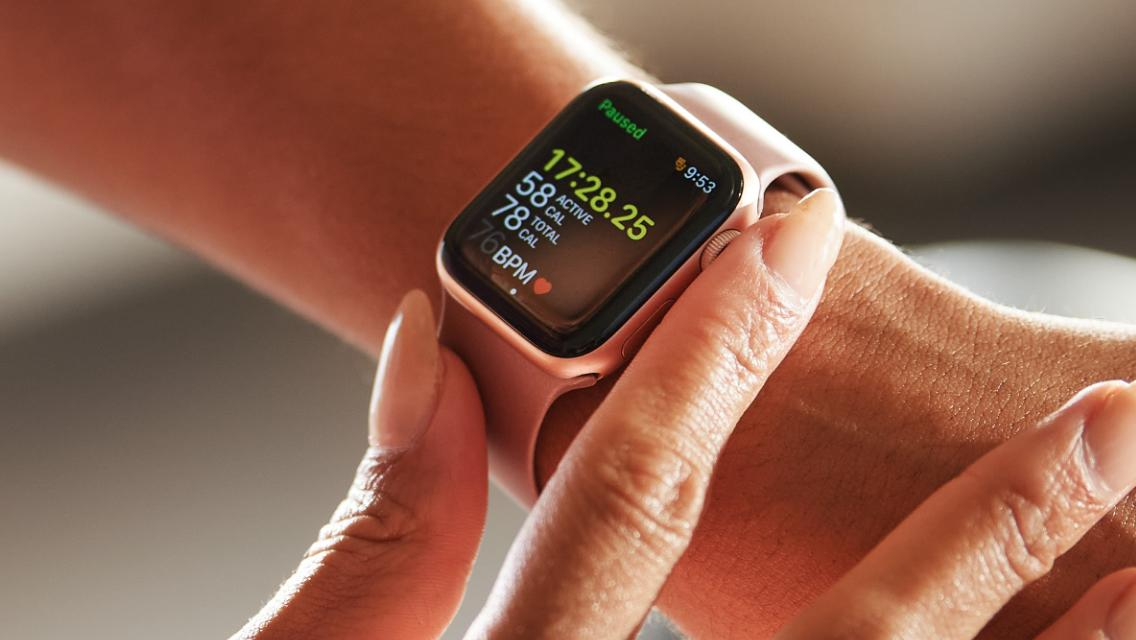 Paused
9:53
17:28.25
58 ACTIVE CAL
78 TOTAL CAL
76 BPM